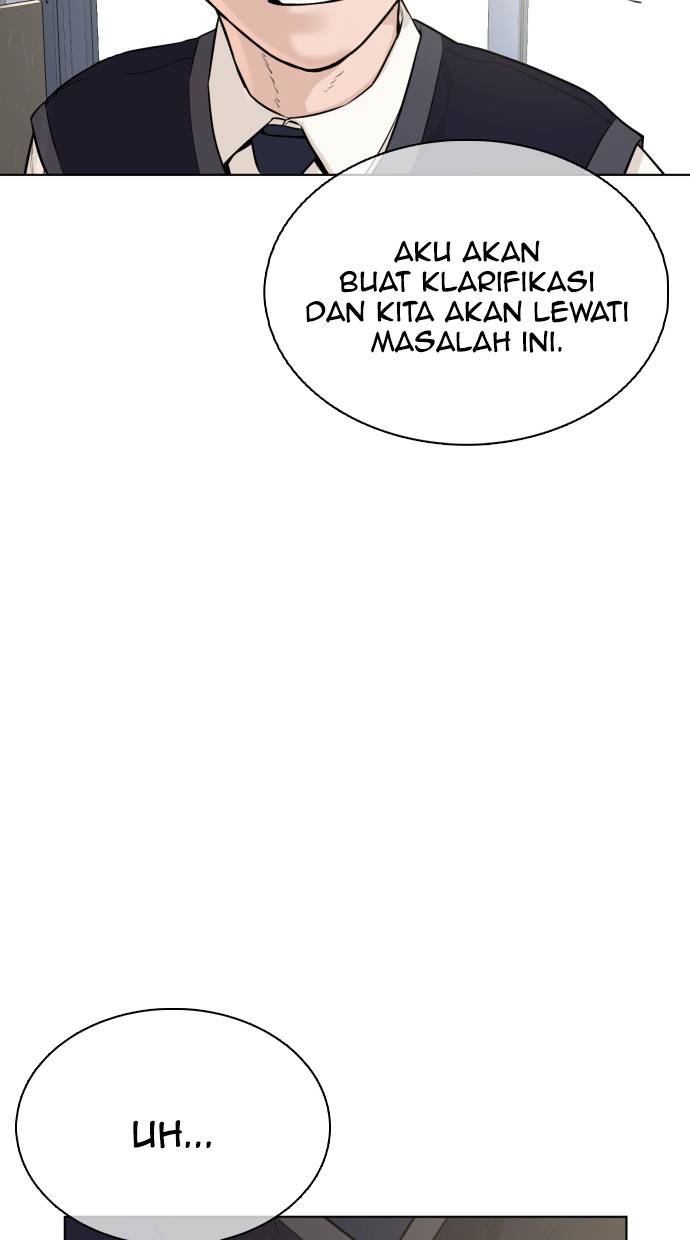 AKU AKAN
BUAT KLARIFIKASI
DAN KITA AKAN LEWATI
MASALAH INI.
UH...